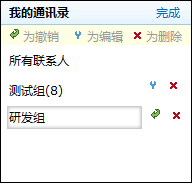 我的通讯录 完成
为撤销 为编辑 为删除
所有联系人
测试组(8)
研发组